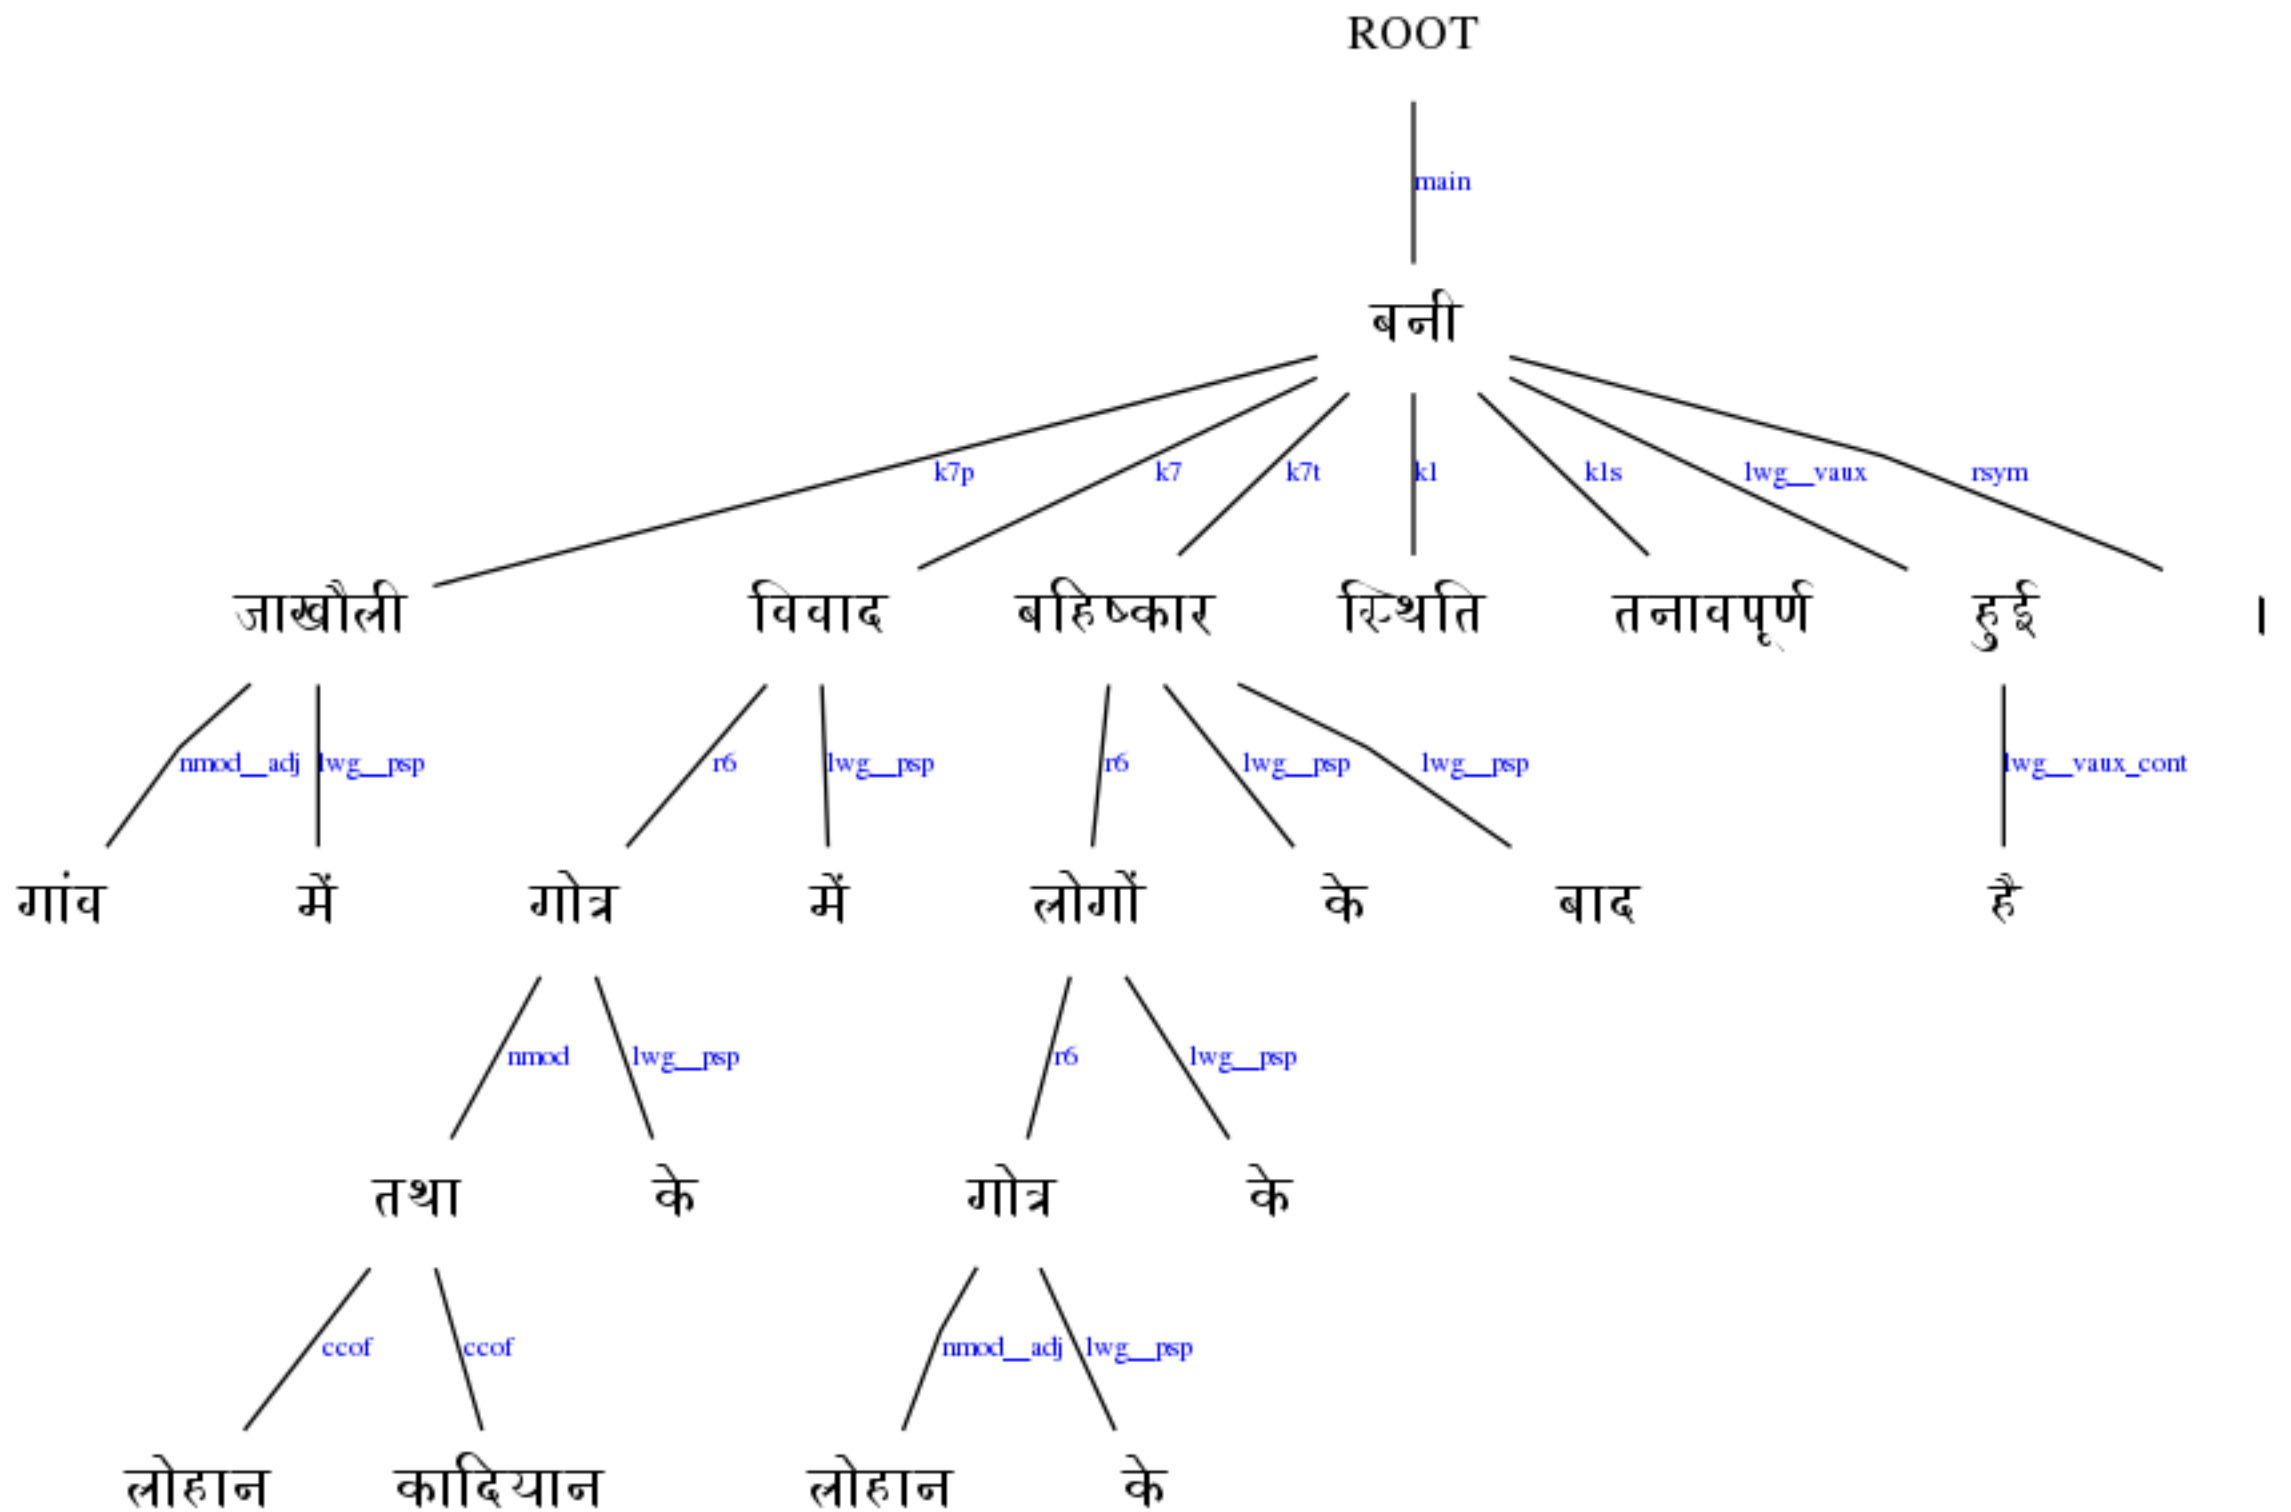 ROOT
main
बनी
k7p k7 k7t k1 k1s lwg__vaux rsym
जाखौली विवाद बहिष्कार स्थिति तनावपूर्ण हुई ।
nmod__adj lwg__psp r6 lwg__psp r6 lwg__psp lwg__psp lwg__vaux_cont
गांव में गोत्र में लोगों के बाद है
nmod lwg__psp r6 lwg__psp
तथा के गोत्र के
ccof ccof nmod__adj lwg__psp
लोहान कादियान लोहान के